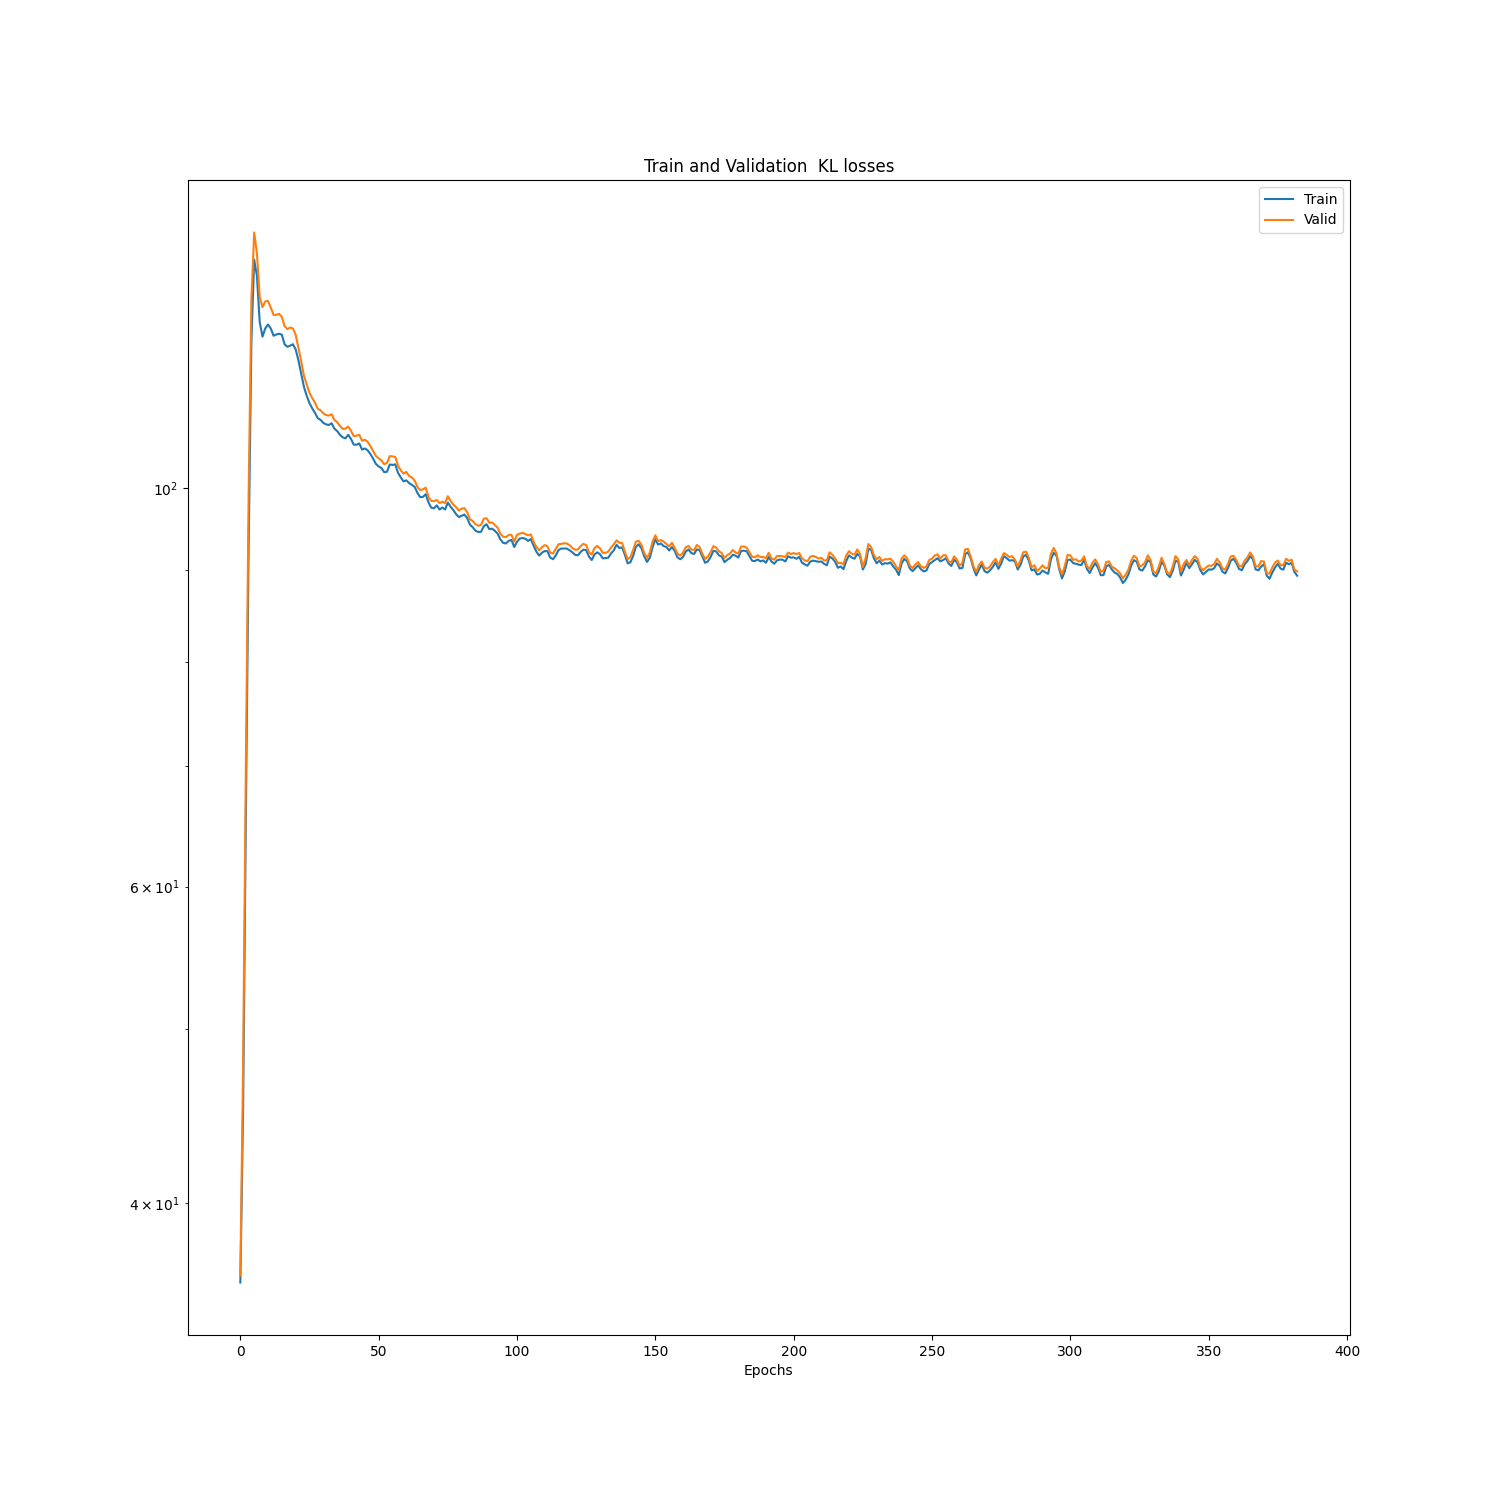 Train and Validation  KL losses
Train
Valid
10²
6 × 10¹
4 × 10¹
0 50 100 150 200 250 300 350 400
Epochs